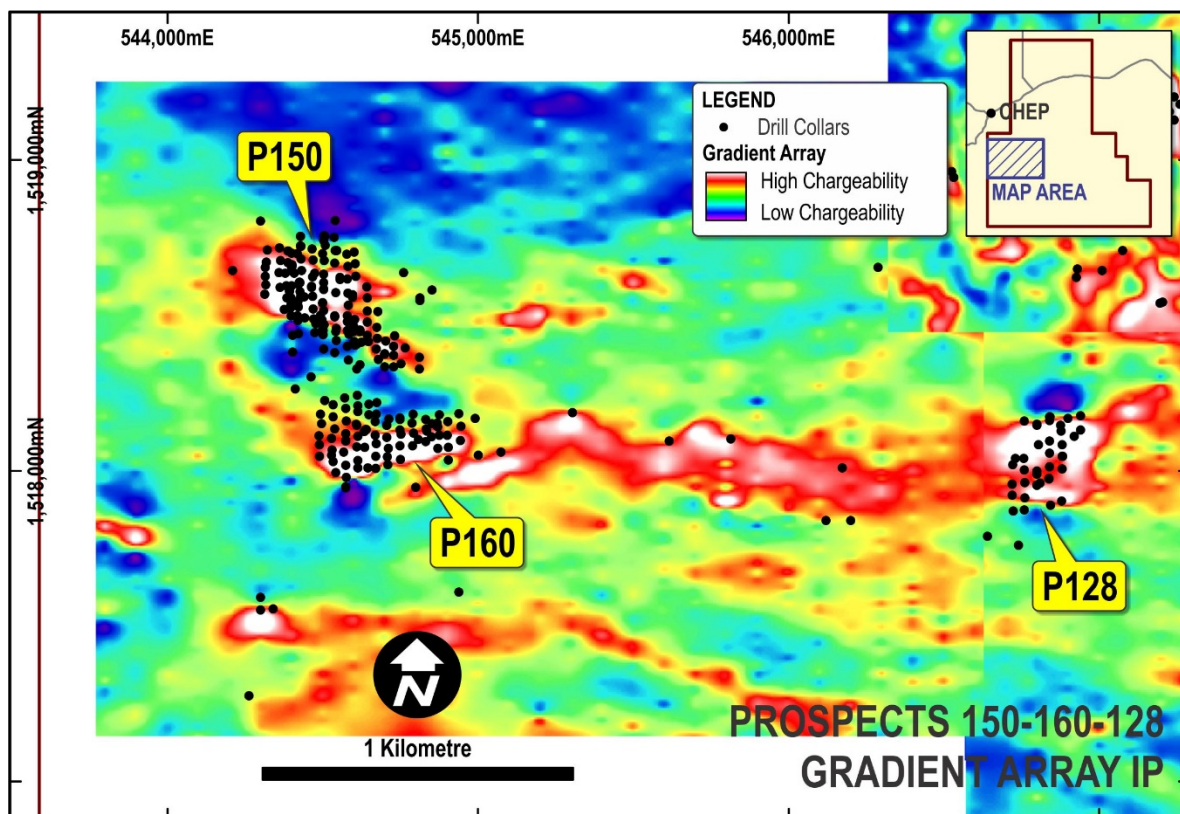 544,000mE
545,000mE
546,000mE
1,519,000mN
1,518,000mN
P150
P160
P128
LEGEND
Drill Collars
Gradient Array
High Chargeability
Low Chargeability
CHEP
MAP AREA
N
1 Kilometre
PROSPECTS 150-160-128
GRADIENT ARRAY IP